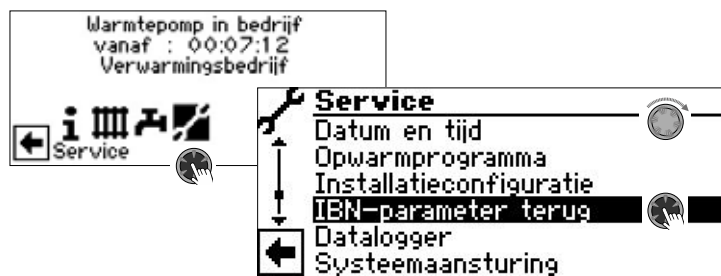 Warmtepomp in bedrijf
vanaf : 00:07:12
Verwarmingsbedrijf
Service
Service
Datum en tijd
Opwarmprogramma
Installatieconfiguratie
IBN-parameter terug
Datalogger
Systeemaansturing